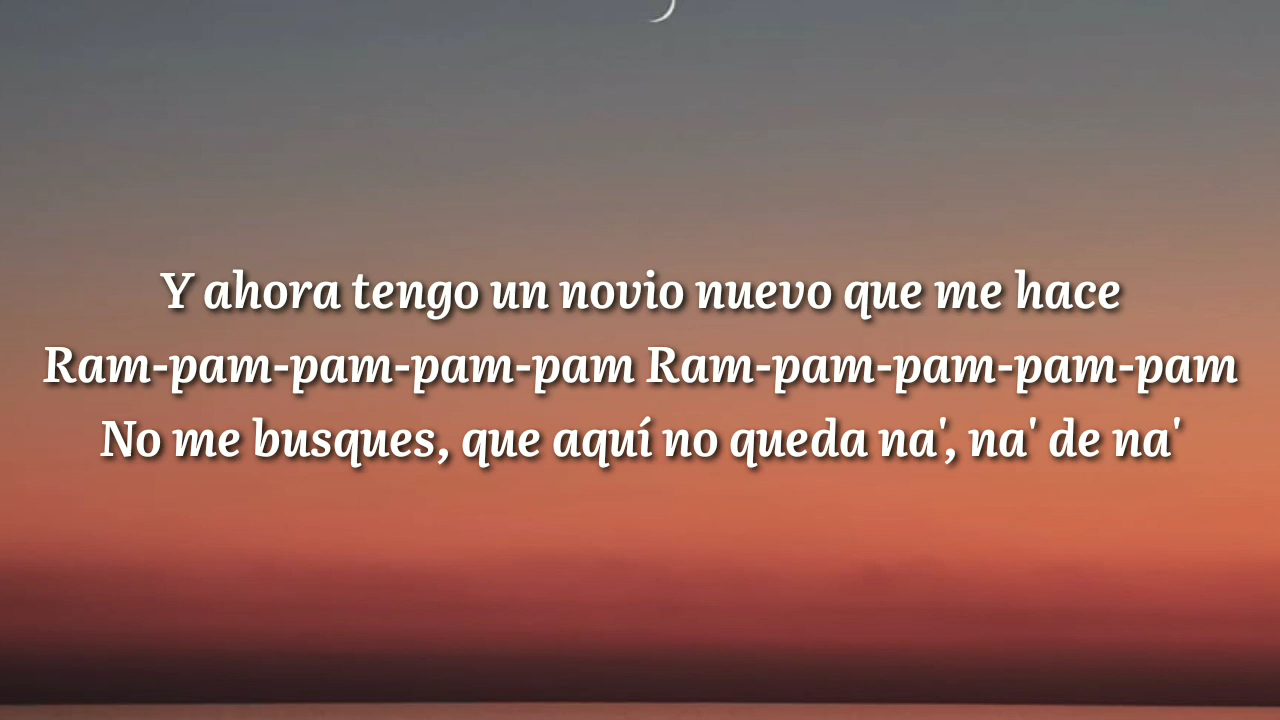 Y ahora tengo un novio nuevo que me hace
Ram-pam-pam-pam-pam Ram-pam-pam-pam-pam
No me busques, que aquí no queda na', na' de na'